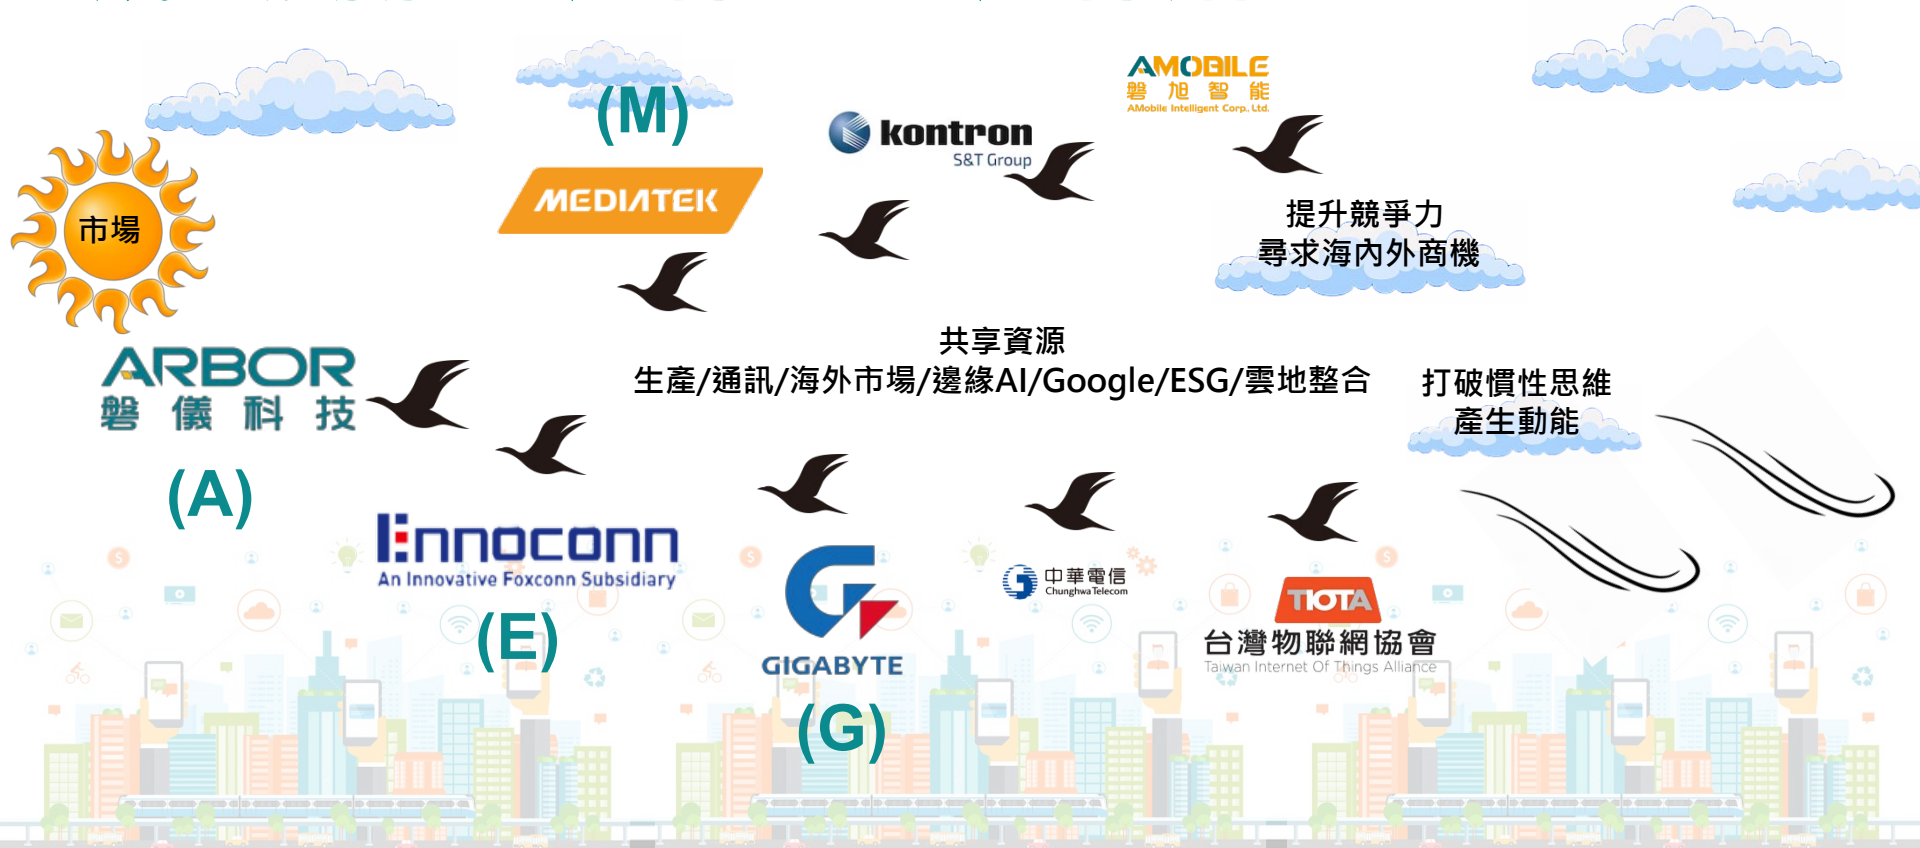 (M)
AMOBILE
磐旭智能
AMobile Intelligent Corp., Ltd.
kontron
S&T Group
MEDIATEK
市場
提升競爭力
尋求海內外商機
共享資源
生產/通訊/海外市場/邊緣AI/Google/ESG/雲地整合
ARBOR
磐儀科技
(A)
打破慣性思維
產生動能
Ennoconn
An Innovative Foxconn Subsidiary
(E)
GIGABYTE
(G)
中華電信
Chunghwa Telecom
TIOTA
台灣物聯網協會
Taiwan Internet Of Things Alliance